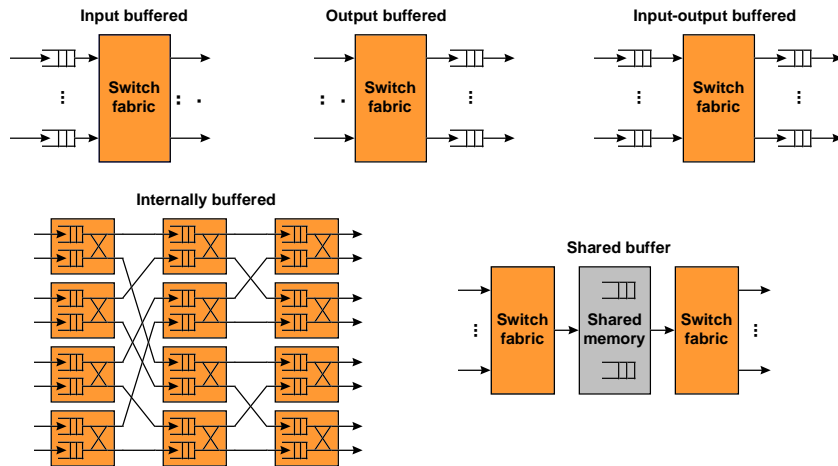 Input buffered
Output buffered
Input-output buffered
Switch
fabric
Switch
fabric
Switch
fabric
Internally buffered
Shared buffer
Switch
fabric
Shared
memory
Switch
fabric